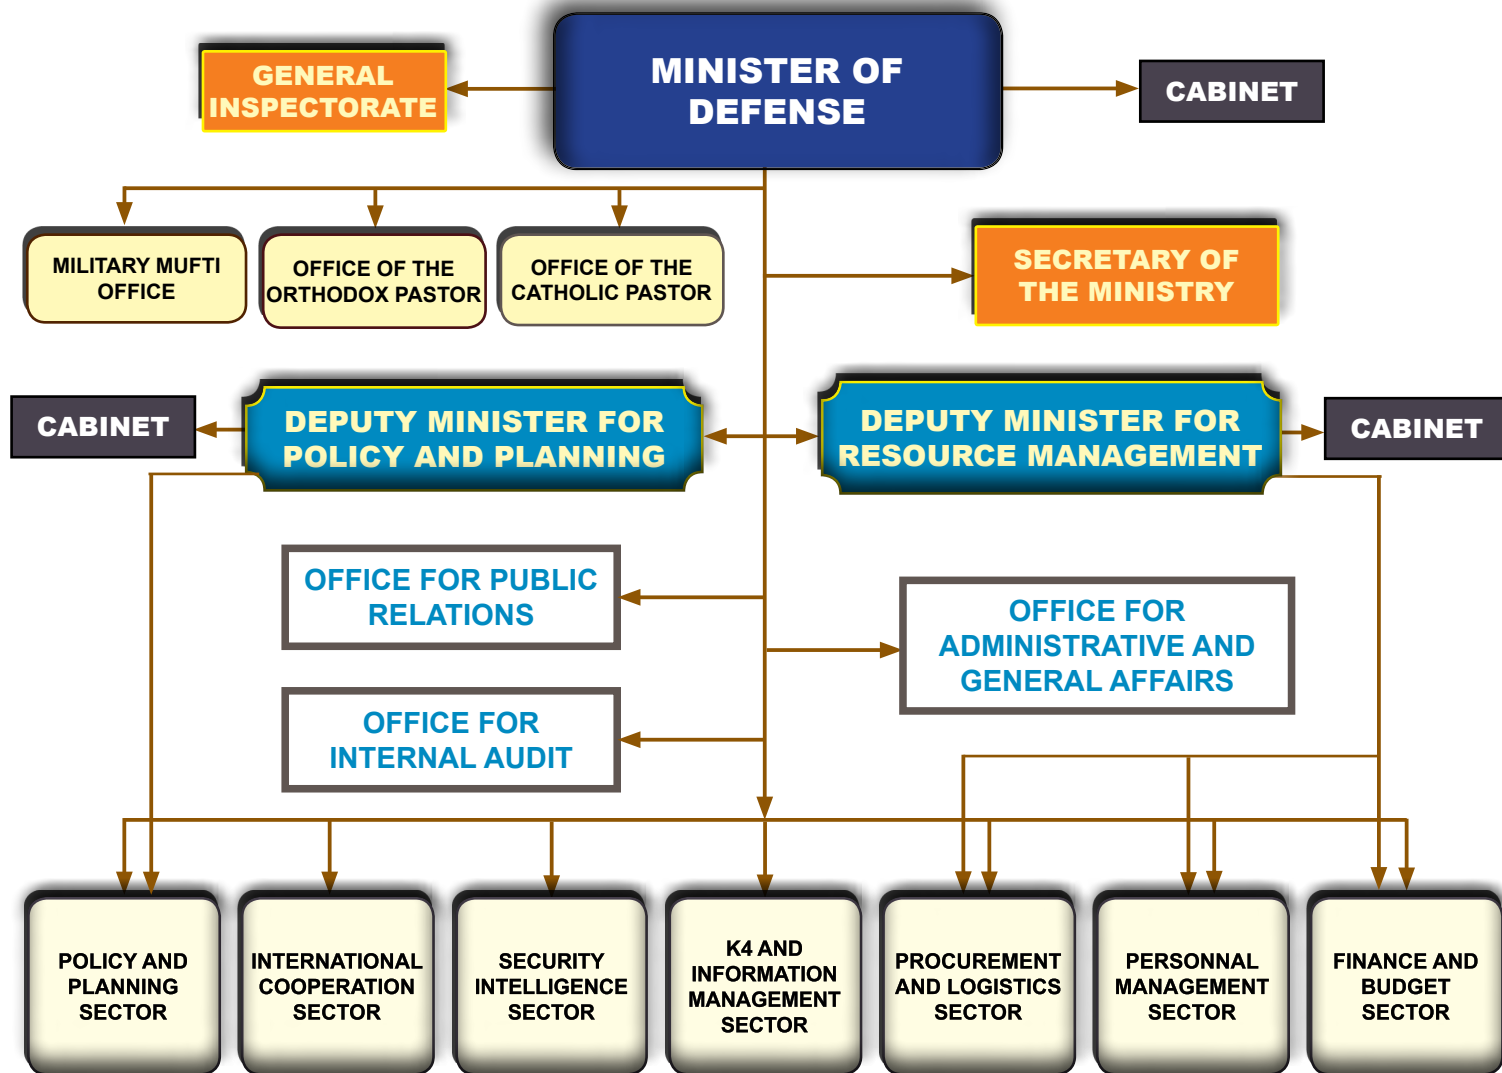 MINISTER OF
DEFENSE
GENERAL
INSPECTORATE
CABINET
MILITARY MUFTI
OFFICE
OFFICE OF THE
ORTHODOX PASTOR
OFFICE OF THE
CATHOLIC PASTOR
SECRETARY OF
THE MINISTRY
CABINET
DEPUTY MINISTER FOR
POLICY AND PLANNING
DEPUTY MINISTER FOR
RESOURCE MANAGEMENT
CABINET
OFFICE FOR PUBLIC
RELATIONS
OFFICE FOR
ADMINISTRATIVE AND
GENERAL AFFAIRS
OFFICE FOR
INTERNAL AUDIT
POLICY AND
PLANNING
SECTOR
INTERNATIONAL
COOPERATION
SECTOR
SECURITY
INTELLIGENCE
SECTOR
K4 AND
INFORMATION
MANAGEMENT
SECTOR
PROCUREMENT
AND LOGISTICS
SECTOR
PERSONNAL
MANAGEMENT
SECTOR
FINANCE AND
BUDGET
SECTOR